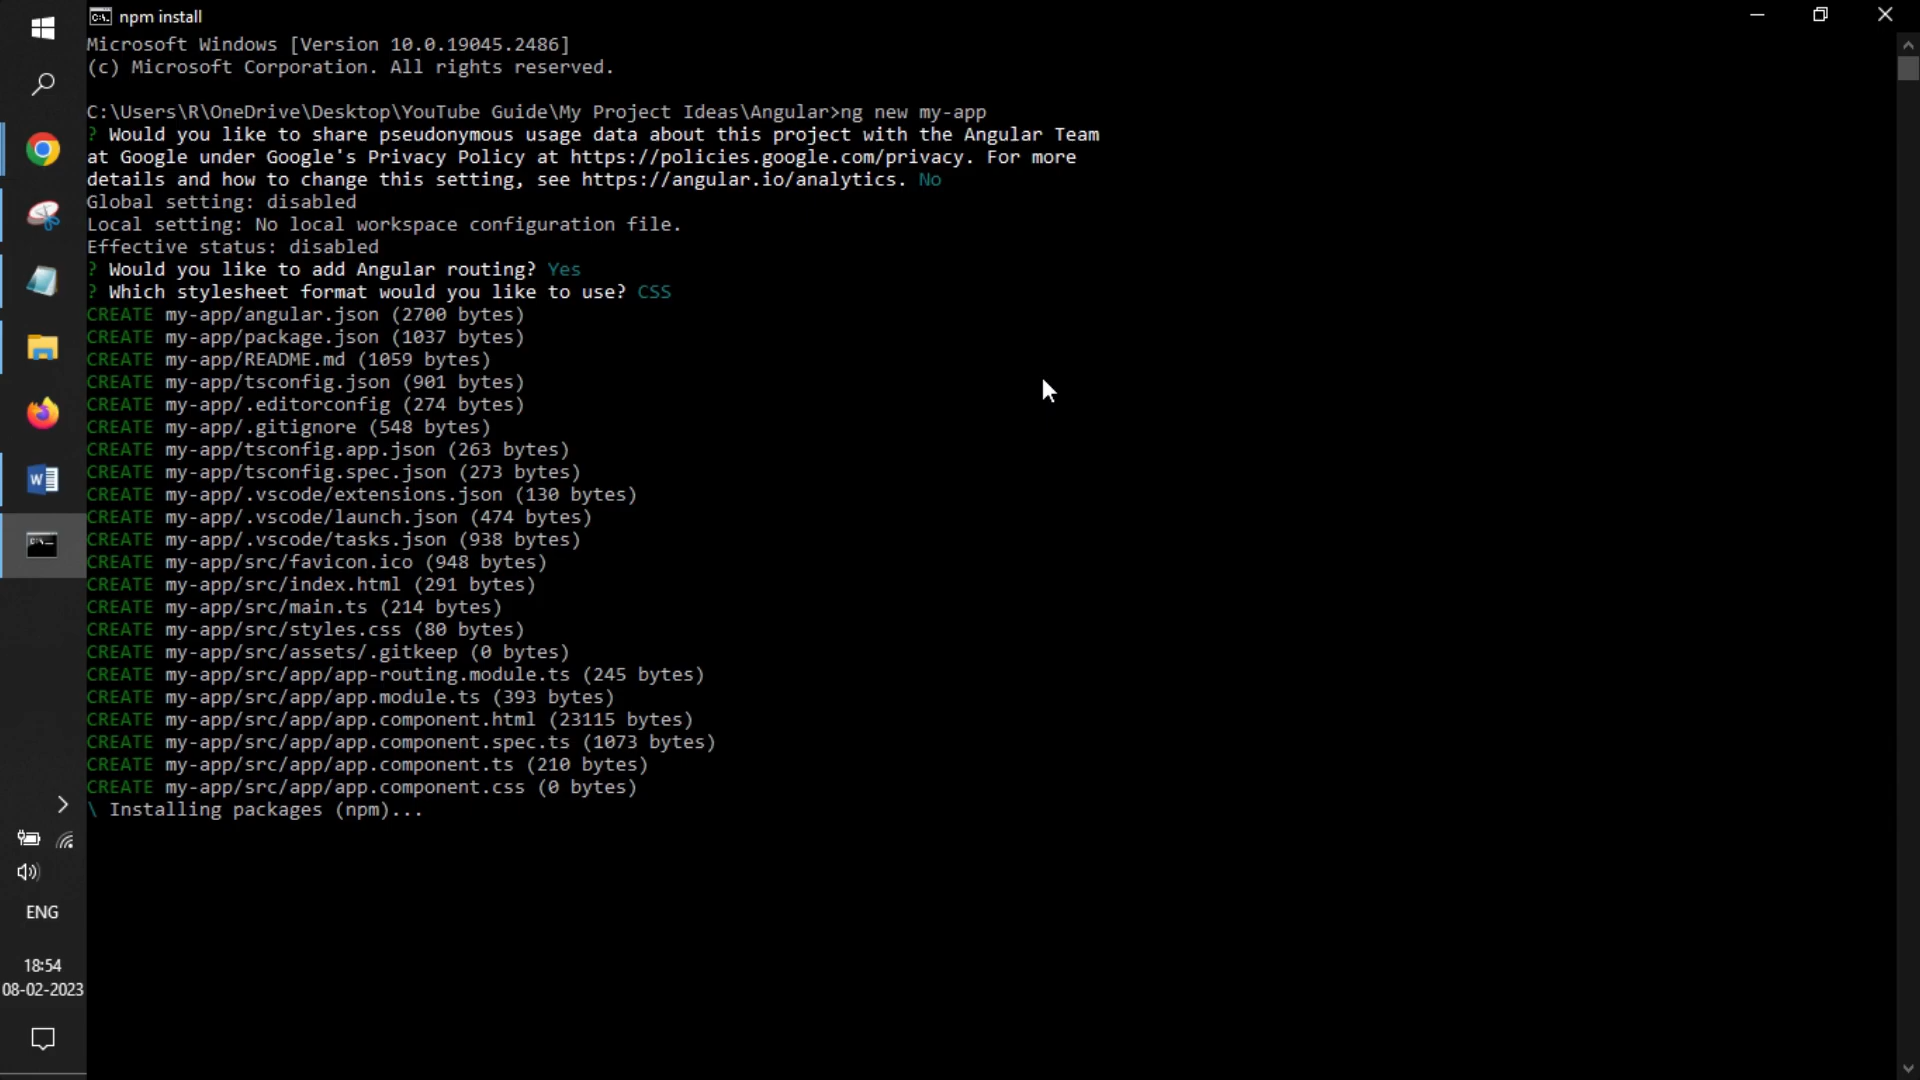 npm install
Microsoft Windows [Version 10.0.19045.2486]
(c) Microsoft Corporation. All rights reserved.
C:\Users\R\OneDrive\Desktop\YouTube Guide\My Project Ideas\Angular>ng new my-app
? Would you like to share pseudonymous usage data about this project with the Angular Team
at Google under Google's Privacy Policy at https://policies.google.com/privacy. For more
details and how to change this setting, see https://angular.io/analytics. No
Global setting: disabled
Local setting: No local workspace configuration file.
Effective status: disabled
? Would you like to add Angular routing? Yes
? Which stylesheet format would you like to use? CSS
CREATE my-app/angular.json (2700 bytes)
CREATE my-app/package.json (1037 bytes)
CREATE my-app/README.md (1059 bytes)
CREATE my-app/tsconfig.json (901 bytes)
CREATE my-app/.editorconfig (274 bytes)
CREATE my-app/.gitignore (548 bytes)
CREATE my-app/tsconfig.app.json (263 bytes)
CREATE my-app/tsconfig.spec.json (273 bytes)
CREATE my-app/.vscode/extensions.json (130 bytes)
CREATE my-app/.vscode/launch.json (474 bytes)
CREATE my-app/.vscode/tasks.json (938 bytes)
CREATE my-app/src/favicon.ico (948 bytes)
CREATE my-app/src/index.html (291 bytes)
CREATE my-app/src/main.ts (214 bytes)
CREATE my-app/src/styles.css (80 bytes)
CREATE my-app/src/assets/.gitkeep (0 bytes)
CREATE my-app/src/app/app-routing.module.ts (245 bytes)
CREATE my-app/src/app/app.module.ts (393 bytes)
CREATE my-app/src/app/app.component.html (23115 bytes)
CREATE my-app/src/app/app.component.spec.ts (1073 bytes)
CREATE my-app/src/app/app.component.ts (210 bytes)
CREATE my-app/src/app/app.component.css (0 bytes)
\ Installing packages (npm)...
ENG
18:54
08-02-2023